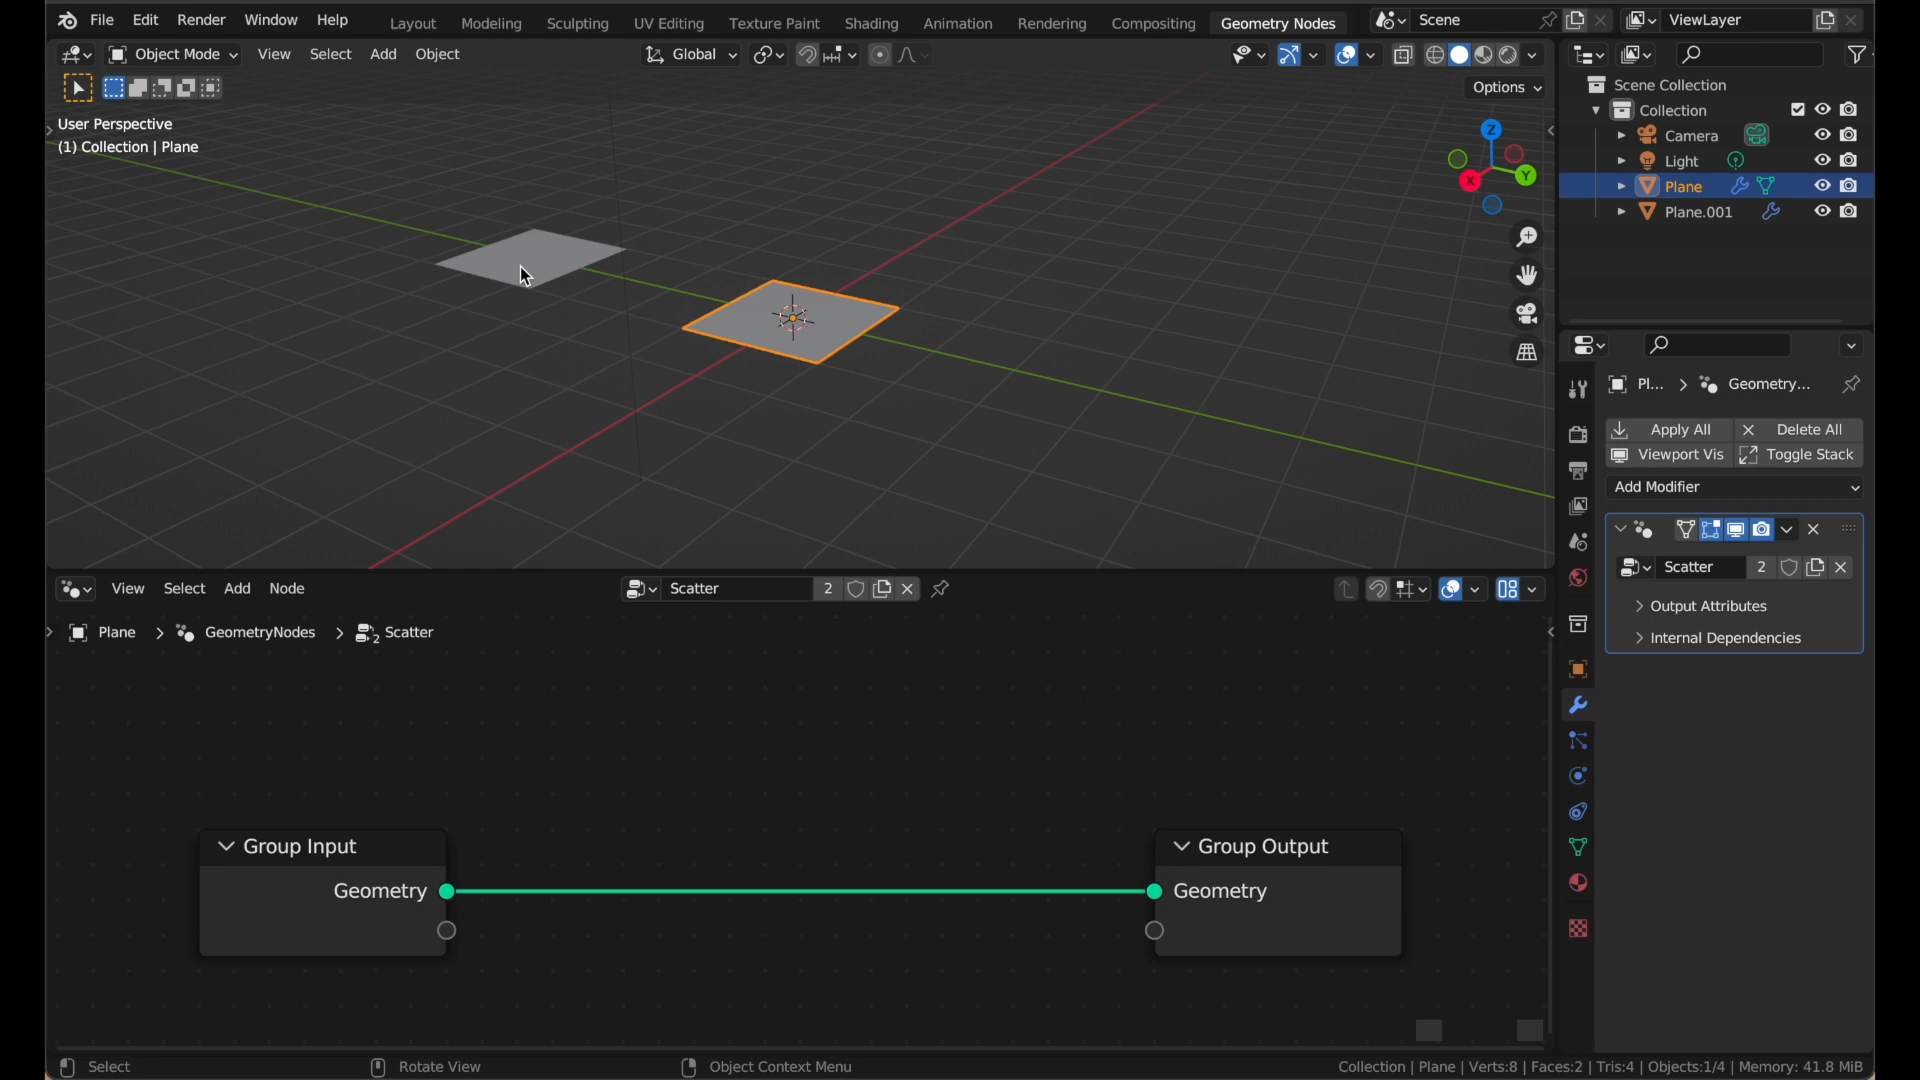 File Edit Render Window Help Layout Modeling Sculpting UV Editing Texture Paint Shading Animation Rendering Compositing Geometry Nodes Scene ViewLayer
Object Mode View Select Add Object Global
Options
User Perspective
(1) Collection | Plane
Z
Y
X
Scene Collection
Collection
Camera
Light
Plane
Plane.001
Pl... Geometry...
Apply All Delete All
Viewport Vis Toggle Stack
Add Modifier
Scatter 2
Output Attributes
Internal Dependencies
View Select Add Node Scatter 2
Plane GeometryNodes 2 Scatter
Group Input
Geometry
Group Output
Geometry
Select Rotate View Object Context Menu Collection | Plane | Verts:8 | Faces:2 | Tris:4 | Objects:1/4 | Memory: 41.8 MiB